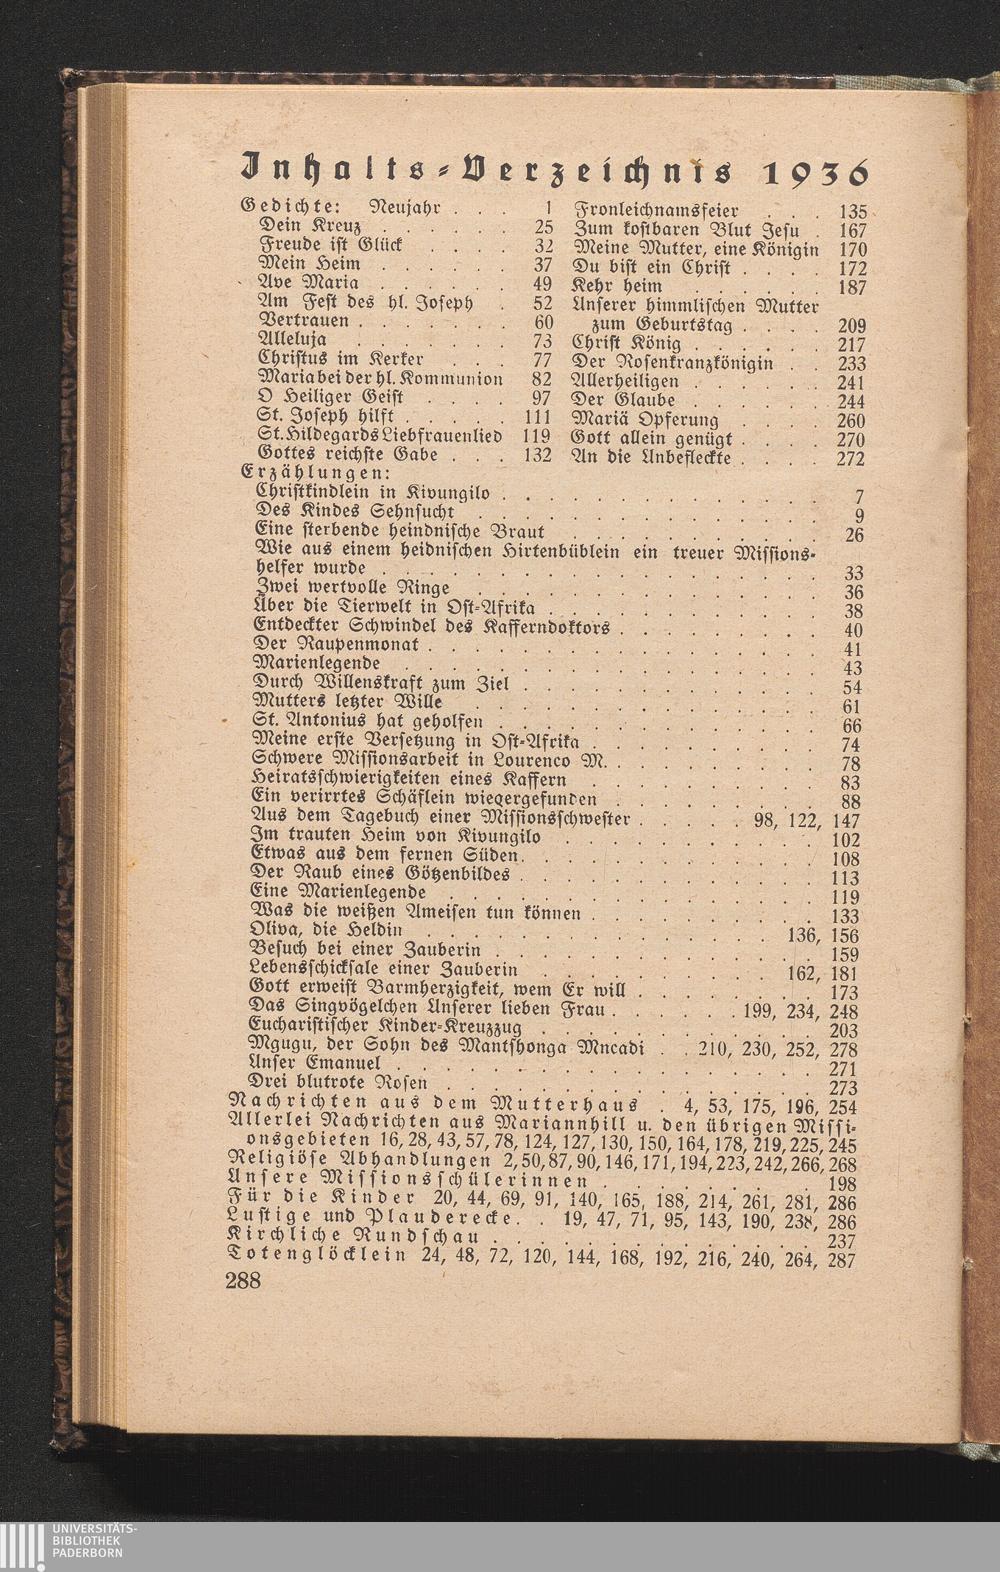 Inhalts-Verzeichnis 1936
Gedichte: Neujahr . . . 1
Dein Kreuz . . . . . . 25
Freude ist Glück . . . . 32
Mein Heim . . . . . . 37
Ave Maria . . . . . . 49
Am Fest des hl. Joseph . 52
Vertrauen . . . . . . . 60
Alleluja . . . . . . . 73
Christus im Kerker . . . 77
Maria bei der hl. Kommunion 82
O Heiliger Geist . . . . 97
St. Joseph hilft . . . . . 111
St. Hildegards Liebfrauenlied 119
Gottes reichste Gabe . . . 132
Fronleichnamsfeier . . . 135
Zum kostbaren Blut Jesu . 167
Meine Mutter, eine Königin 170
Du bist ein Christ . . . . 172
Kehr heim . . . . . . 187
Unserer himmlischen Mutter
zum Geburtstag . . . . 209
Christ König . . . . . . 217
Der Rosenkranzkönigin . . 233
Allerheiligen . . . . . . 241
Der Glaube . . . . . . 244
Mariä Opferung . . . . 260
Gott allein genügt . . . . 270
An die Unbefleckte . . . . 272
Erzählungen:
Christkindlein in Kivungilo . . . . . . . . . . . . . . 7
Des Kindes Sehnsucht . . . . . . . . . . . . . . . 9
Eine sterbende heindnische Braut . . . . . . . . . . . 26
Wie aus einem heidnischen Hirtenbüblein ein treuer Missions-
helfer wurde . . . . . . . . . . . . . . . . . . 33
Zwei wertvolle Ringe . . . . . . . . . . . . . . . 36
Über die Tierwelt in Ost-Afrika . . . . . . . . . . . . 38
Entdeckter Schwindel des Kafferndoktors . . . . . . . . . 40
Der Raupenmonat . . . . . . . . . . . . . . . . . 41
Marienlegende . . . . . . . . . . . . . . . . . . 43
Durch Willenskraft zum Ziel . . . . . . . . . . . . . 54
Mutters letzter Wille . . . . . . . . . . . . . . . 61
St. Antonius hat geholfen . . . . . . . . . . . . . . 66
Meine erste Versetzung in Ost-Afrika . . . . . . . . . . 74
Schwere Missionsarbeit in Lourenco M. . . . . . . . . . . 78
Heiratsschwierigkeiten eines Kaffern . . . . . . . . . . 83
Ein verirrtes Schäflein wiedergefunden . . . . . . . . . 88
Aus dem Tagebuch einer Missionsschwester . . . . . 98, 122, 147
Im trauten Heim von Kivungilo . . . . . . . . . . . . 102
Etwas aus dem fernen Süden. . . . . . . . . . . . . 108
Der Raub eines Götzenbildes . . . . . . . . . . . . . 113
Eine Marienlegende . . . . . . . . . . . . . . . . 119
Was die weißen Ameisen tun können . . . . . . . . . . 133
Oliva, die Heldin . . . . . . . . . . . . . . 136, 156
Besuch bei einer Zauberin . . . . . . . . . . . . . . 159
Lebensschicksale einer Zauberin . . . . . . . . . 162, 181
Gott erweist Barmherzigkeit, wem Er will . . . . . . . . 173
Das Singvögelchen Unserer lieben Frau . . . . . . 199, 234, 248
Eucharistischer Kinder-Kreuzzug . . . . . . . . . . . . 203
Mgugu, der Sohn des Mantshonga Mncadi . . 210, 230, 252, 278
Unser Emanuel . . . . . . . . . . . . . . . . . . 271
Drei blutrote Rosen . . . . . . . . . . . . . . . . 273
Nachrichten aus dem Mutterhaus . 4, 53, 175, 196, 254
Allerlei Nachrichten aus Mariannhill u. den übrigen Missi-
onsgebieten 16, 28, 43, 57, 78, 124, 127, 130, 150, 164, 178, 219, 225, 245
Religiöse Abhandlungen 2, 50, 87, 90, 146, 171, 194, 223, 242, 266, 268
Unsere Missionsschülerinnen . . . . . . . . . . 198
Für die Kinder 20, 44, 69, 91, 140, 165, 188, 214, 261, 281, 286
Lustige und Plauderecke. . . 19, 47, 71, 95, 143, 190, 238, 286
Kirchliche Rundschau . . . . . . . . . . . . . . 237
Totenglöcklein 24, 48, 72, 120, 144, 168, 192, 216, 240, 264, 287
288
UNIVERSITÄTS-
BIBLIOTHEK
PADERBORN